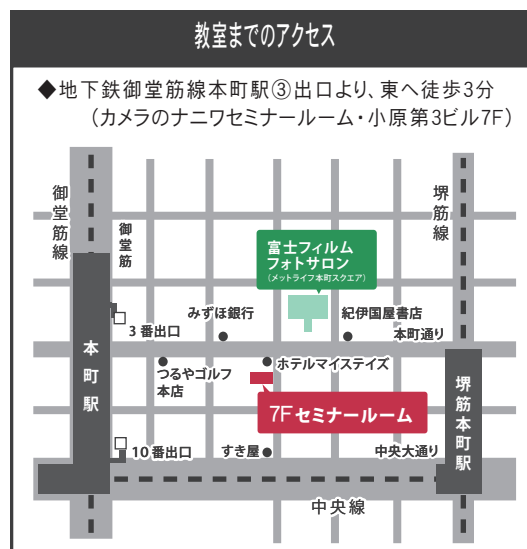 教室までのアクセス
◆地下鉄御堂筋線本町駅③出口より、東へ徒歩3分
（カメラのナニワセミナールーム・小原第3ビル7F）
御堂筋線
御堂筋
堺筋線
富士フィルム
フォトサロン
（メットライフ本町スクエア）
みずほ銀行
紀伊国屋書店
3番出口
本町通り
本町駅
つるやゴルフ
本店
ホテルマイステイズ
7Fセミナールーム
堺筋本町駅
10番出口
すき屋
中央大通り
中央線